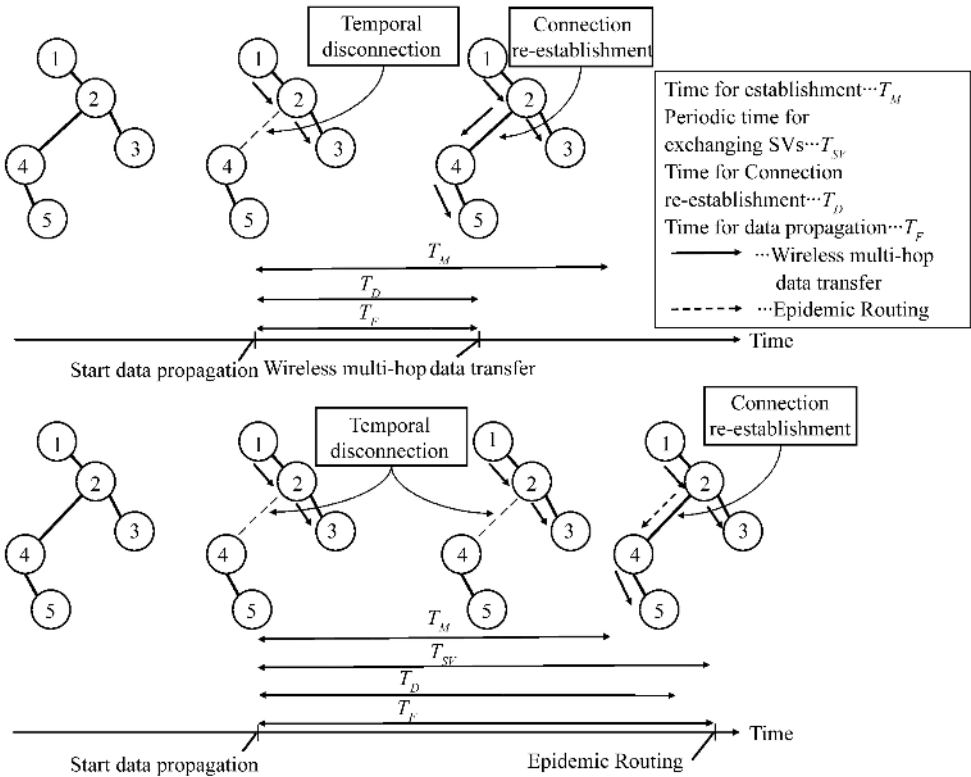 Temporal
disconnection
Connection
re-establishment
1
2
3
4
5
1
2
3
4
5
1
2
3
4
5
Time for establishment···T_M
Periodic time for
exchanging SVs···T_SV
Time for Connection
re-establishment···T_D
Time for data propagation···T_F
···Wireless multi-hop
data transfer
···Epidemic Routing
T_M
T_D
T_F
Time
Start data propagation
Wireless multi-hop data transfer
Temporal
disconnection
Connection
re-establishment
1
2
3
4
5
1
2
3
4
5
1
2
3
4
5
1
2
3
4
5
T_M
T_SV
T_D
T_F
Time
Start data propagation
Epidemic Routing